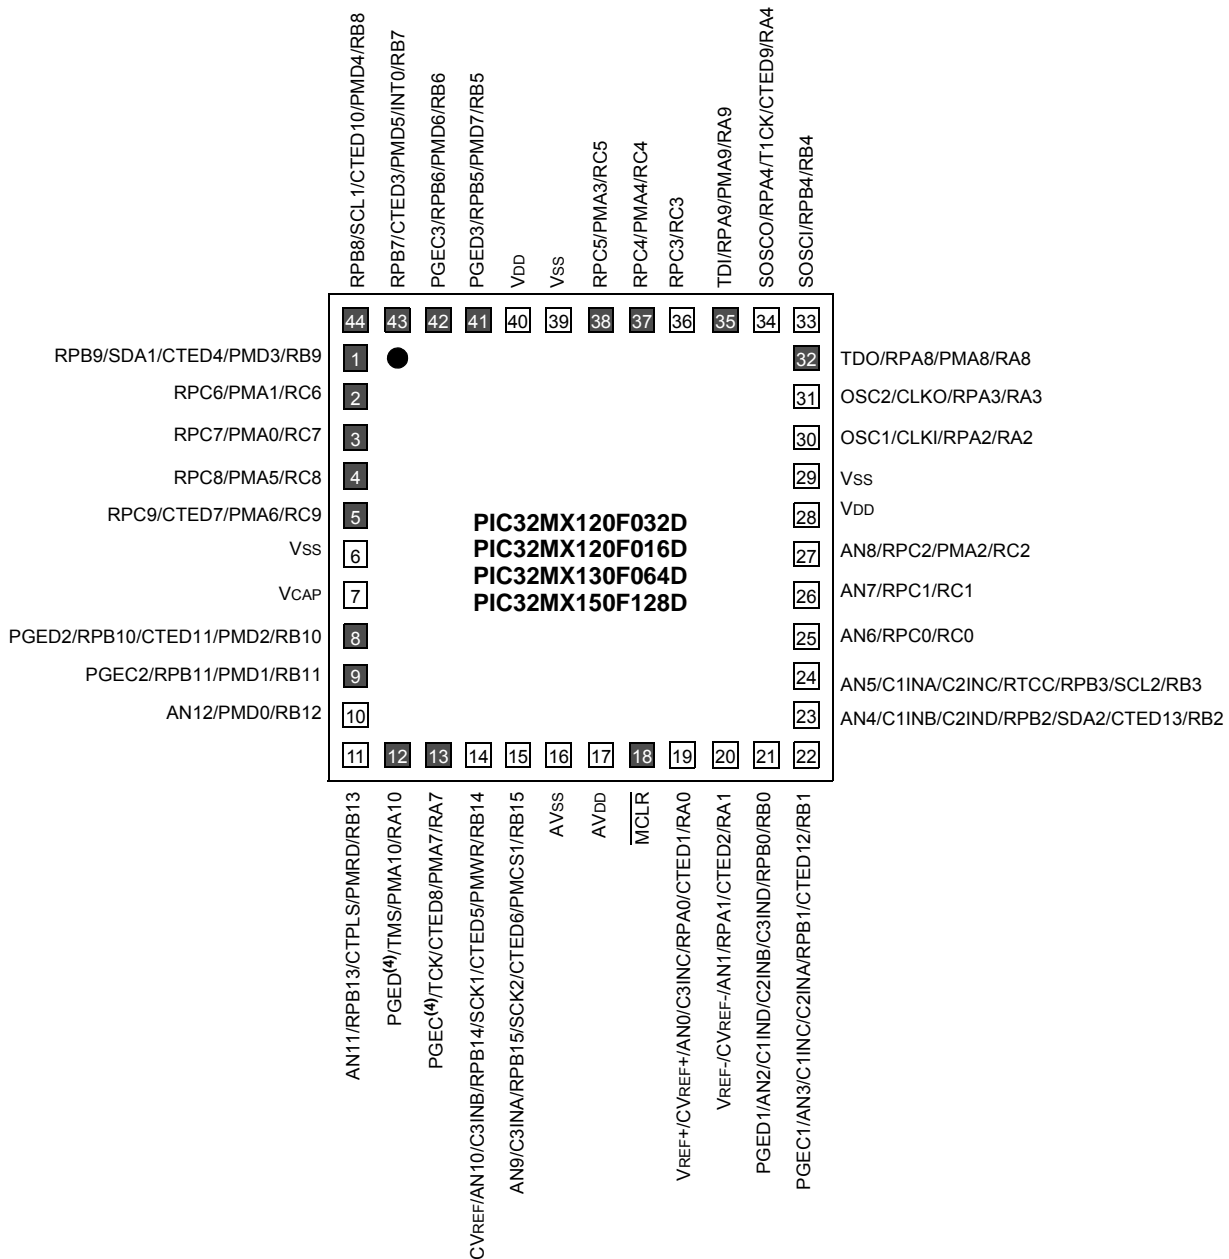 RPB8/SCL1/CTED10/PMD4/RB8
RPB7/CTED3/PMD5/INT0/RB7
PGEC3/RPB6/PMD6/RB6
PGED3/RPB5/PMD7/RB5
VDD
VSS
RPC5/PMA3/RC5
RPC4/PMA4/RC4
RPC3/RC3
TDI/RPA9/PMA9/RA9
SOSCO/RPA4/T1CK/CTED9/RA4
SOSCI/RPB4/RB4
44 43 42 41 40 39 38 37 36 35 34 33
RPB9/SDA1/CTED4/PMD3/RB9 1
RPC6/PMA1/RC6 2
RPC7/PMA0/RC7 3
RPC8/PMA5/RC8 4
RPC9/CTED7/PMA6/RC9 5
VSS 6
VCAP 7
PGED2/RPB10/CTED11/PMD2/RB10 8
PGEC2/RPB11/PMD1/RB11 9
AN12/PMD0/RB12 10
PIC32MX120F032D
PIC32MX120F016D
PIC32MX130F064D
PIC32MX150F128D
32 TDO/RPA8/PMA8/RA8
31 OSC2/CLKO/RPA3/RA3
30 OSC1/CLKI/RPA2/RA2
29 VSS
28 VDD
27 AN8/RPC2/PMA2/RC2
26 AN7/RPC1/RC1
25 AN6/RPC0/RC0
24 AN5/C1INA/C2INC/RTCC/RPB3/SCL2/RB3
23 AN4/C1INB/C2IND/RPB2/SDA2/CTED13/RB2
11 12 13 14 15 16 17 18 19 20 21 22
AN11/RPB13/CTPLS/PMRD/RB13
PGED(4)/TMS/PMA10/RA10
PGEC(4)/TCK/CTED8/PMA7/RA7
CVREF/AN10/C3INB/RPB14/SCK1/CTED5/PMWR/RB14
AN9/C3INA/RPB15/SCK2/CTED6/PMCS1/RB15
AVSS
AVDD
MCLR
VREF+/CVREF+/AN0/C3INC/RPA0/CTED1/RA0
VREF-/CVREF-/AN1/RPA1/CTED2/RA1
PGED1/AN2/C1IND/C2INB/C3IND/RPB0/RB0
PGEC1/AN3/C1INC/C2INA/RPB1/CTED12/RB1